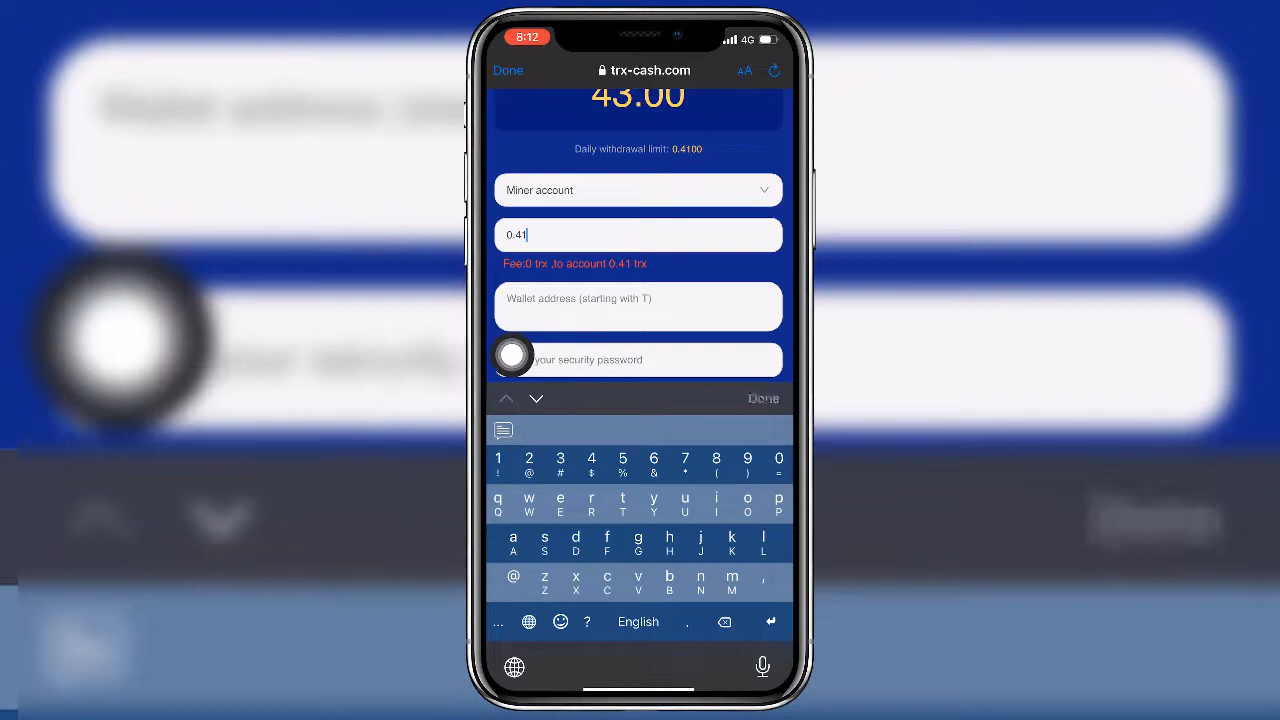 8:12
4G
Done
trx-cash.com
AA
43.00
Daily withdrawal limit: 0.4100
Miner account
0.41
Fee:0 trx ,to account 0.41 trx
Wallet address (starting with T)
your security password
Done
1 2 3 4 5 6 7 8 9 0
! @ # $ % & * ( ) =
q w e r t y u i o p
Q W E R T Y U I O P
a s d f g h j k l
A S D F G H J K L
@ z x c v b n m ,
Z X C V B N M
... ? English .